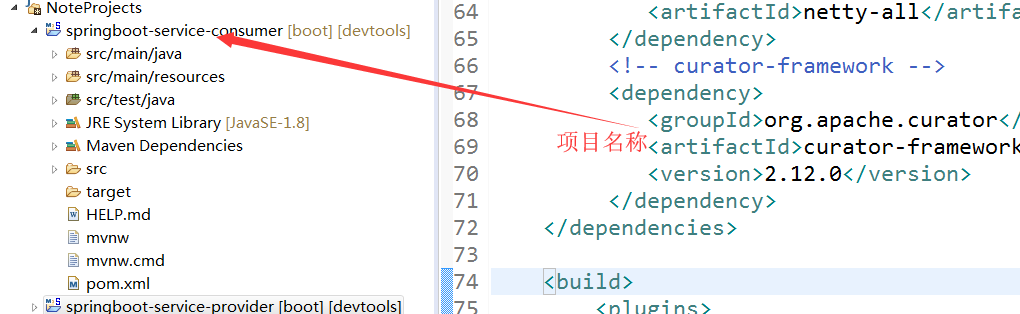 NoteProjects
springboot-service-consumer [boot] [devtools]
src/main/java
src/main/resources
src/test/java
JRE System Library [JavaSE-1.8]
Maven Dependencies
src
target
HELP.md
mvnw
mvnw.cmd
pom.xml
springboot-service-provider [boot] [devtools]
64 <artifactId>netty-all</artifa
65 </dependency>
66 <!-- curator-framework -->
67 <dependency>
68 <groupId>org.apache.curator</
项目名称
69 <artifactId>curator-framework
70 <version>2.12.0</version>
71 </dependency>
72 </dependencies>
73
74 <build>
75 <plugins>